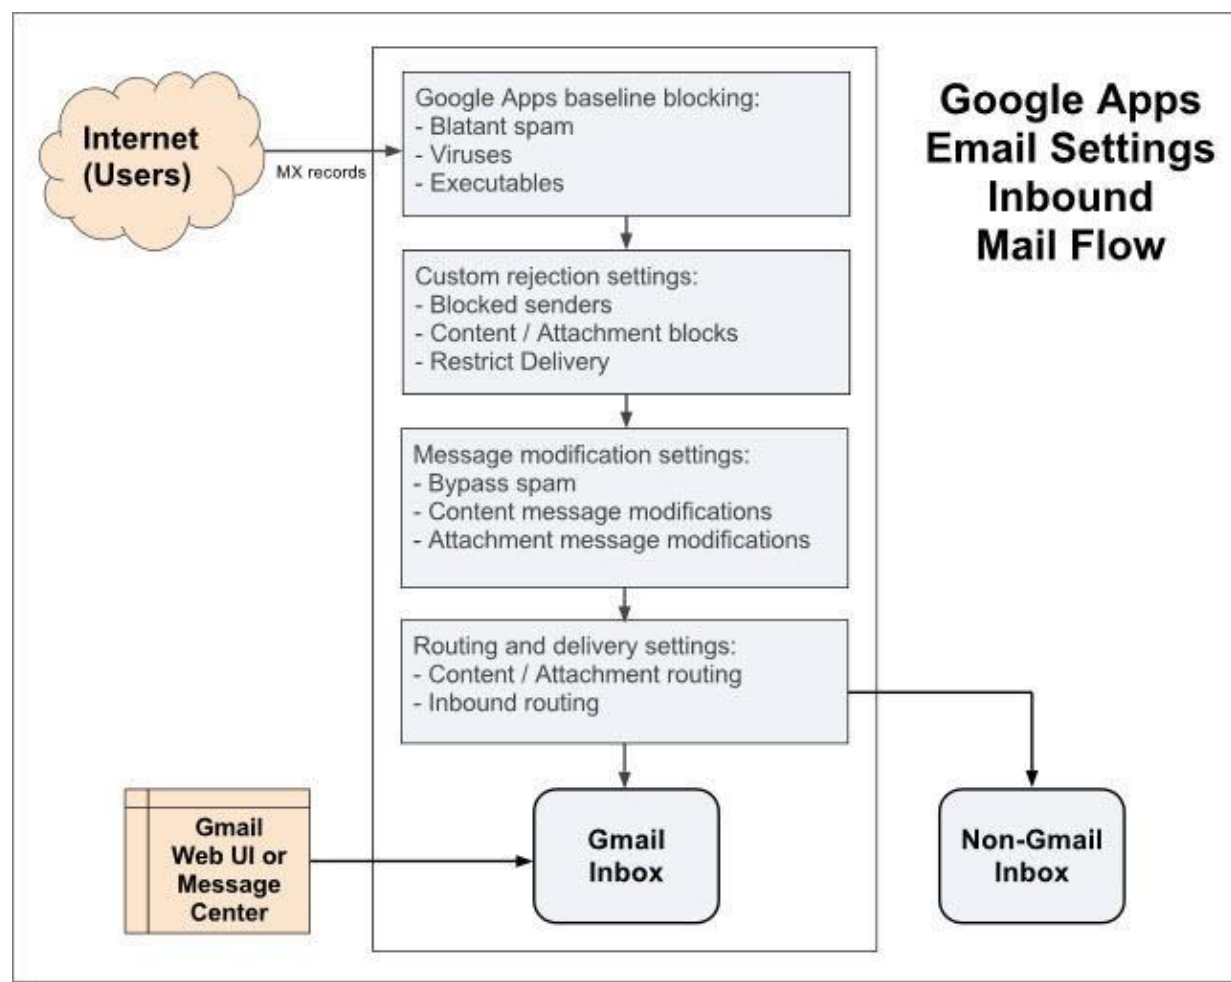 Google Apps
Email Settings
Inbound
Mail Flow
Internet
(Users)
MX records
Google Apps baseline blocking:
- Blatant spam
- Viruses
- Executables
Custom rejection settings:
- Blocked senders
- Content / Attachment blocks
- Restrict Delivery
Message modification settings:
- Bypass spam
- Content message modifications
- Attachment message modifications
Routing and delivery settings:
- Content / Attachment routing
- Inbound routing
Gmail
Web UI or
Message
Center
Gmail
Inbox
Non-Gmail
Inbox